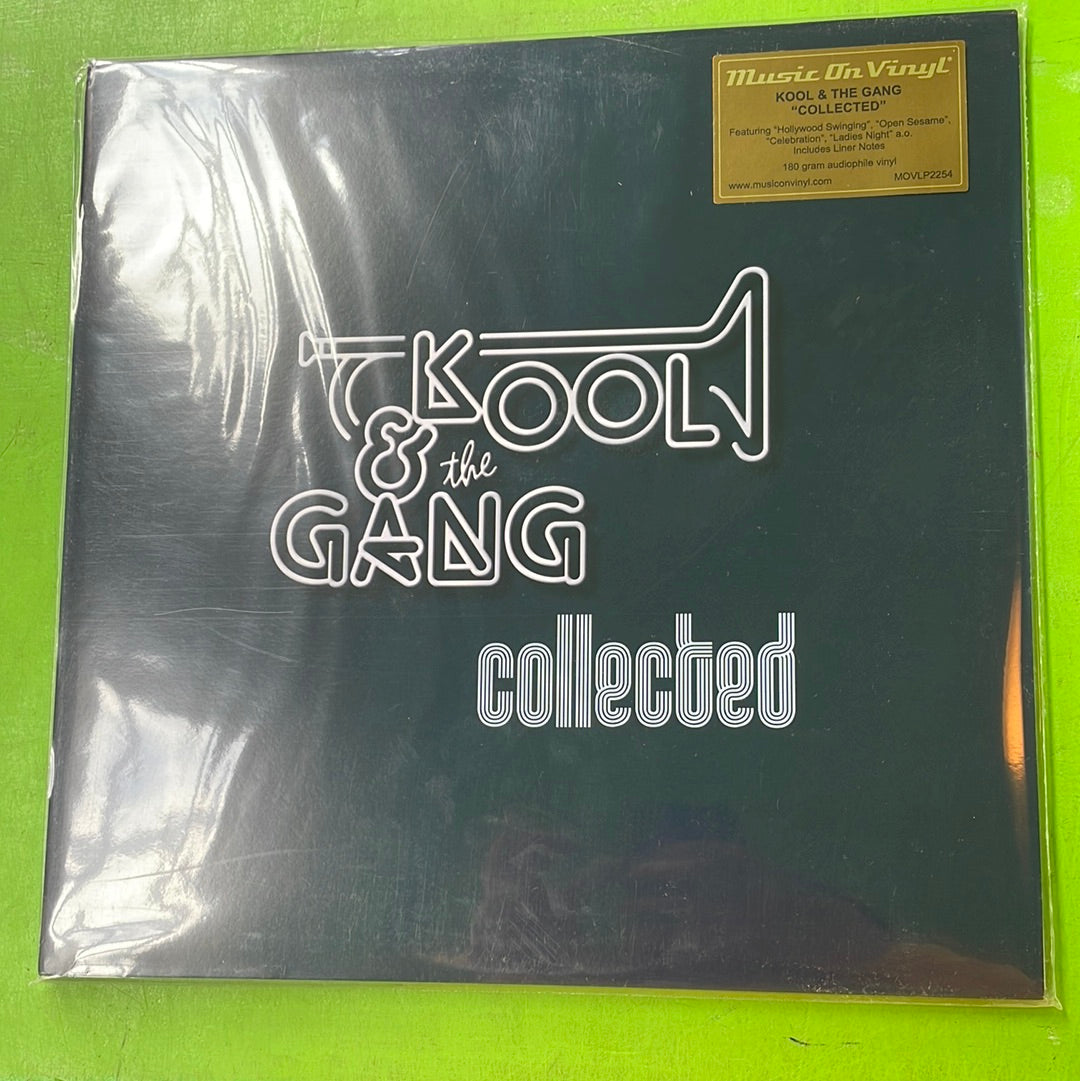 Music On Vinyl®
KOOL & THE GANG
"COLLECTED"
Featuring "Hollywood Swinging", "Open Sesame",
"Celebration", "Ladies Night" a.o.
Includes Liner Notes
180 gram audiophile vinyl
www.musiconvinyl.com MOVLP2254
KOOL
& the
GANG
collected